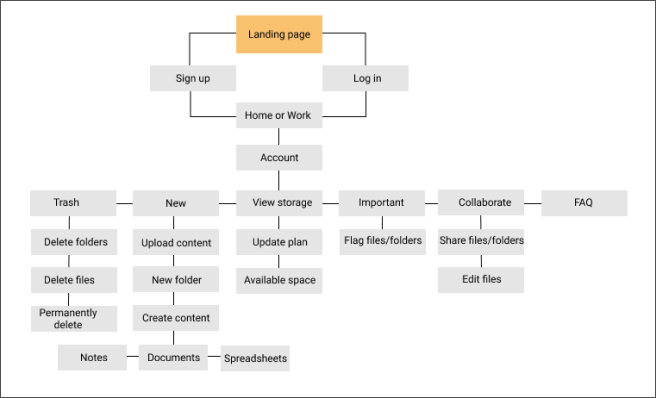 Landing page
Sign up
Log in
Home or Work
Account
Trash
New
View storage
Important
Collaborate
FAQ
Delete folders
Upload content
Update plan
Flag files/folders
Share files/folders
Delete files
New folder
Available space
Edit files
Permanently
delete
Create content
Notes
Documents
Spreadsheets